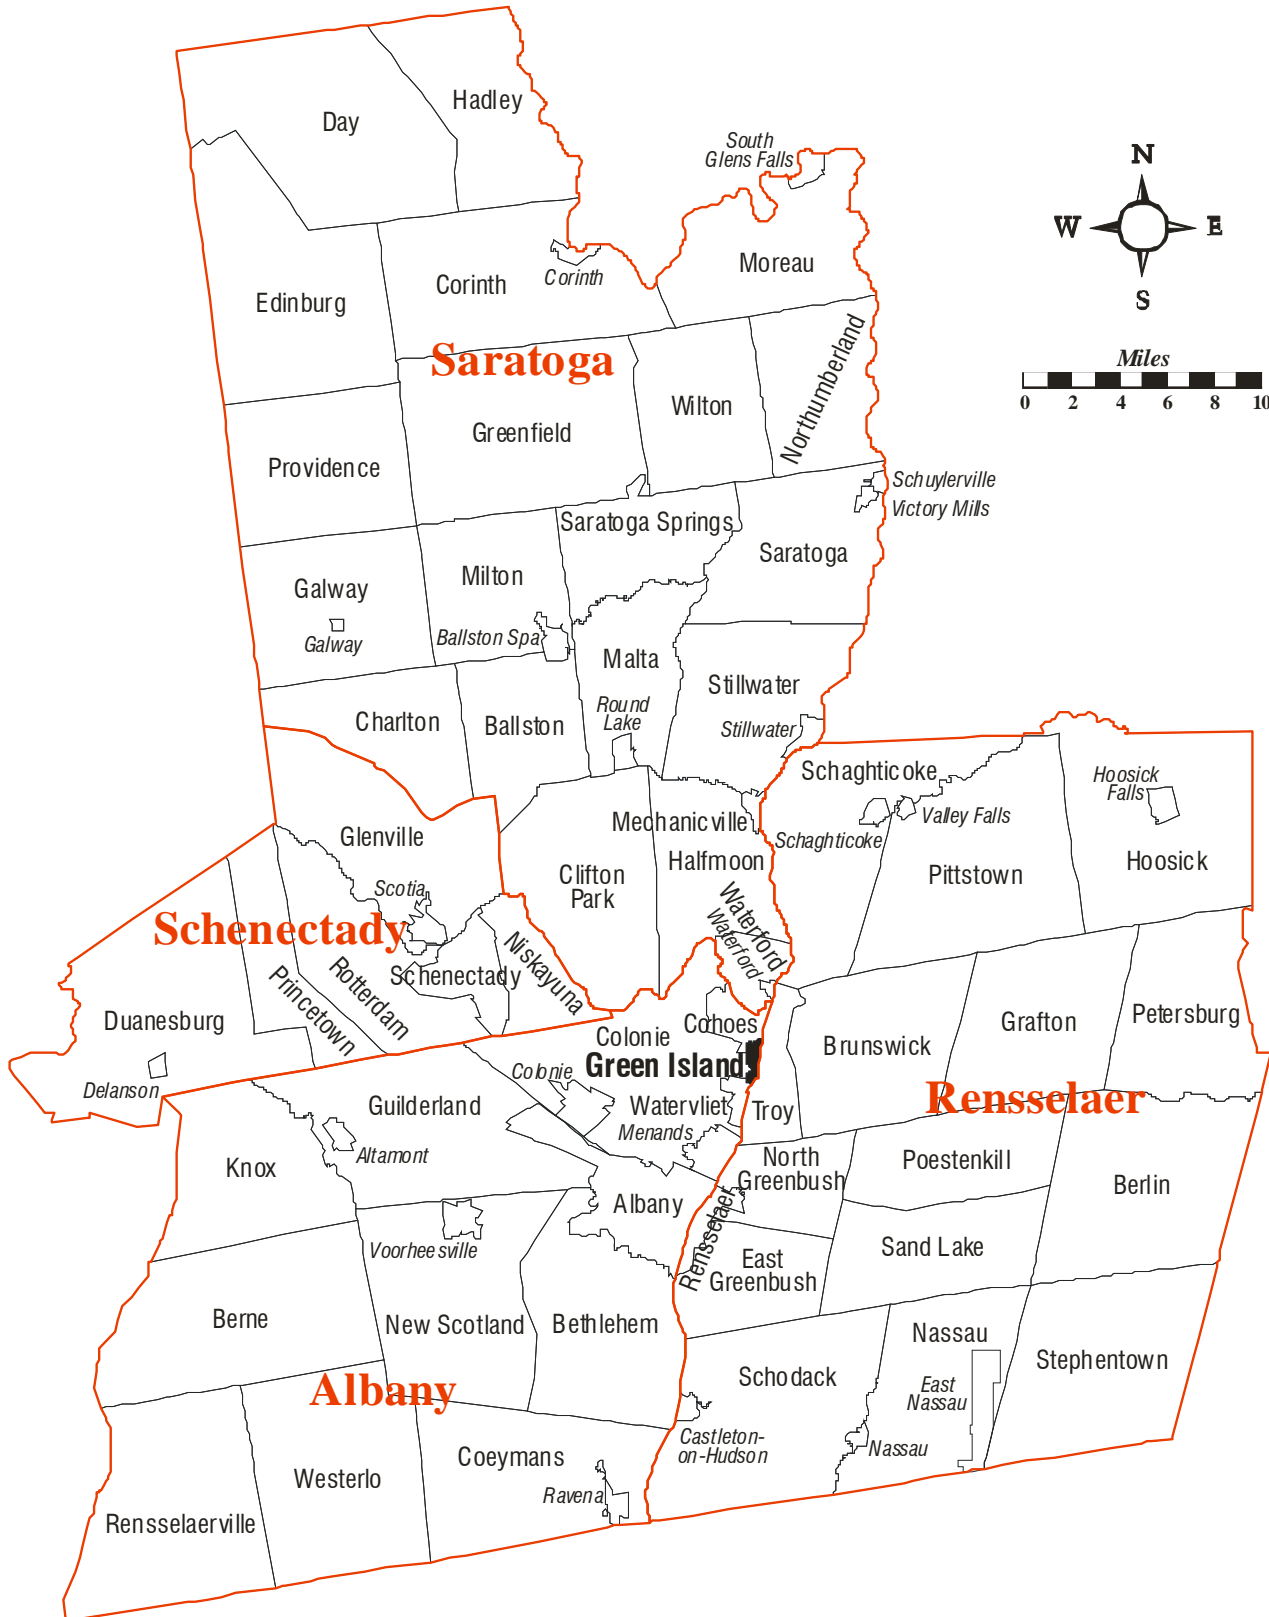 Hadley
Day
South
Glens Falls
N
W
E
S
Moreau
Corinth
Corinth
Edinburg
Miles
0 2 4 6 8 10
Saratoga
Northumberland
Wilton
Greenfield
Providence
Schuylerville
Victory Mills
Saratoga Springs
Saratoga
Milton
Galway
Galway
Ballston Spa
Malta
Stillwater
Round
Lake
Stillwater
Charlton
Ballston
Schaghticoke
Hoosick
Falls
Valley Falls
Schaghticoke
Mechanicville
Glenville
Halfmoon
Hoosick
Clifton
Park
Pittstown
Scotia
Schenectady
Waterford
Waterford
Niskayuna
Schenectady
Rotterdam
Princetown
Duanesburg
Delanson
Cohoes
Colonie
Green Island
Colonie
Brunswick
Grafton
Petersburg
Rensselaer
Guilderland
Watervliet
Menands
Troy
Altamont
Knox
North
Greenbush
Poestenkill
Berlin
Albany
Rensselaer
Voorheesville
Sand Lake
East
Greenbush
Berne
New Scotland
Bethlehem
Nassau
Stephentown
Schodack
East
Nassau
Albany
Castleton-
on-Hudson
Nassau
Coeymans
Westerlo
Ravena
Rensselaerville